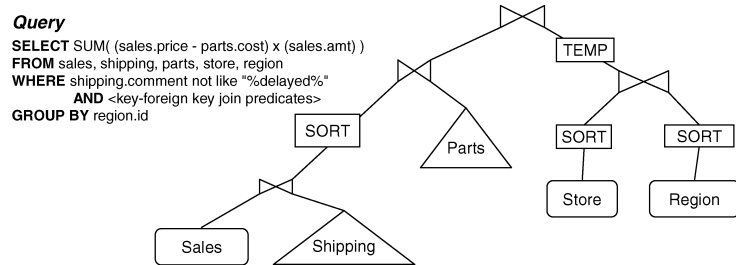 Query
SELECT SUM( (sales.price - parts.cost) x (sales.amt) )
FROM sales, shipping, parts, store, region
WHERE shipping.comment not like "%delayed%"
AND <key-foreign key join predicates>
GROUP BY region.id
TEMP
SORT
Parts
SORT
SORT
Store
Region
Sales
Shipping